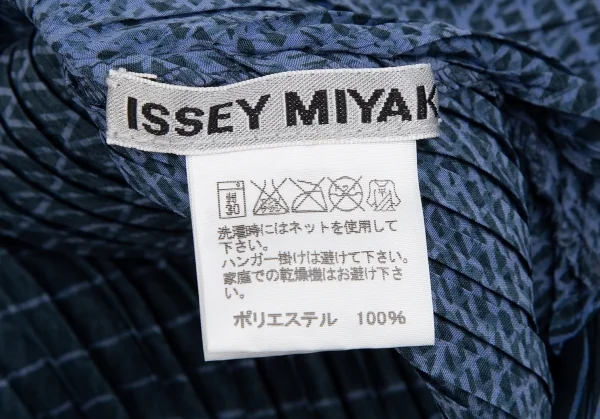 ISSEY MIYAK
30
洗濯時にはネットを使用して
下さい。
ハンガー掛けは避けて下さい。
家庭での乾燥機はお避け下さ
い。
ポリエステル 100%